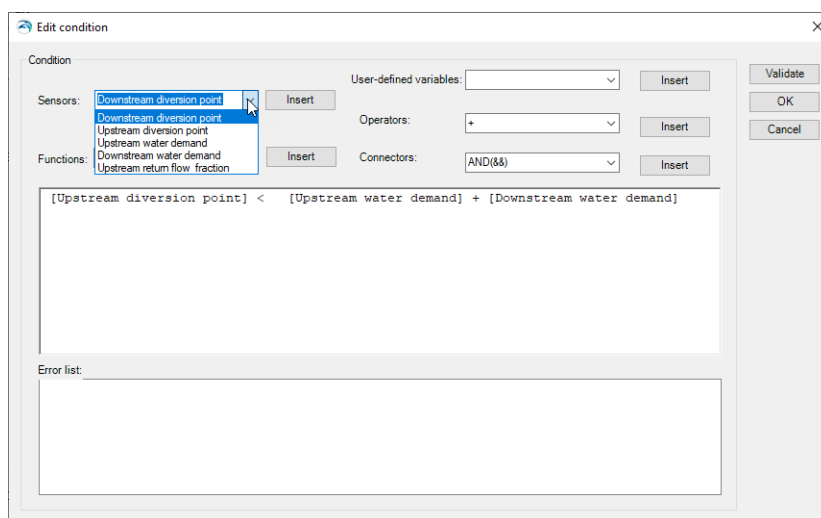 Edit condition
Condition
User-defined variables:
Insert
Validate
Sensors:
Downstream diversion point
Insert
OK
Downstream diversion point
Upstream diversion point
Upstream water demand
Downstream water demand
Upstream return flow fraction
Operators:
+
Insert
Cancel
Functions:
Insert
Connectors:
AND(&&)
Insert
[Upstream diversion point] < [Upstream water demand] + [Downstream water demand]
Error list: